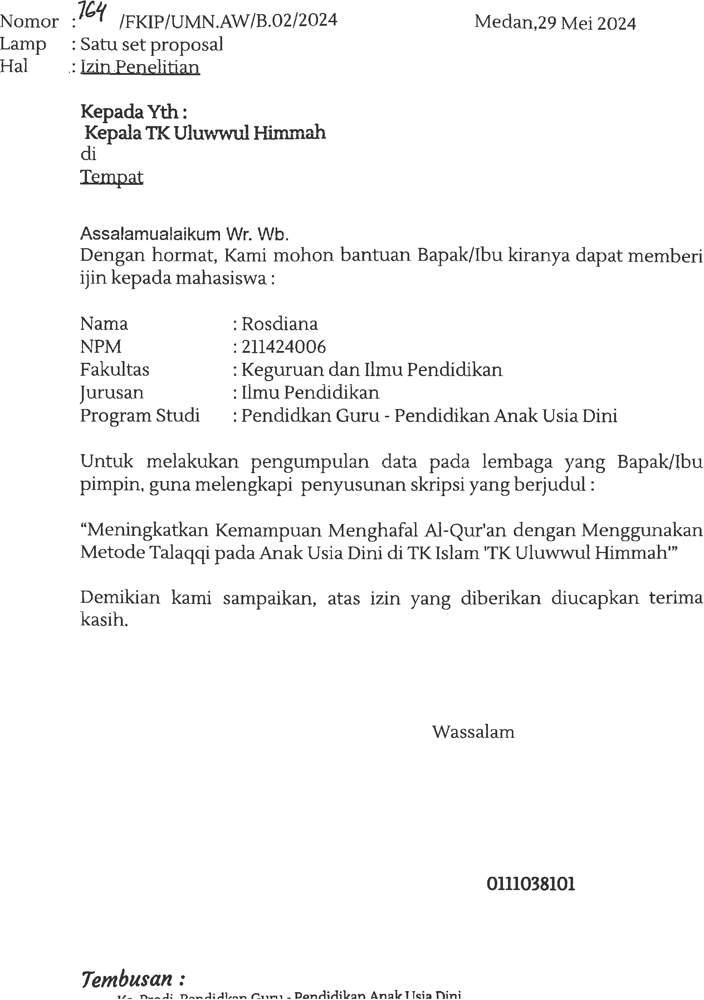 Nomor : 764 /FKIP/UMN.AW/B.02/2024 Medan,29 Mei 2024
Lamp : Satu set proposal
Hal : Izin Penelitian
Kepada Yth :
Kepala TK Uluwwul Himmah
di
Tempat
Assalamualaikum Wr. Wb.
Dengan hormat, Kami mohon bantuan Bapak/Ibu kiranya dapat memberi
ijin kepada mahasiswa :
Nama : Rosdiana
NPM : 211424006
Fakultas : Keguruan dan Ilmu Pendidikan
Jurusan : Ilmu Pendidikan
Program Studi : Pendidkan Guru - Pendidikan Anak Usia Dini
Untuk melakukan pengumpulan data pada lembaga yang Bapak/Ibu
pimpin, guna melengkapi penyusunan skripsi yang berjudul :
“Meningkatkan Kemampuan Menghafal Al-Qur'an dengan Menggunakan
Metode Talaqqi pada Anak Usia Dini di TK Islam 'TK Uluwwul Himmah'”
Demikian kami sampaikan, atas izin yang diberikan diucapkan terima
kasih.
Wassalam
0111038101
Tembusan :
Ka. Prodi. Pendidkan Guru - Pendidikan Anak Usia Dini